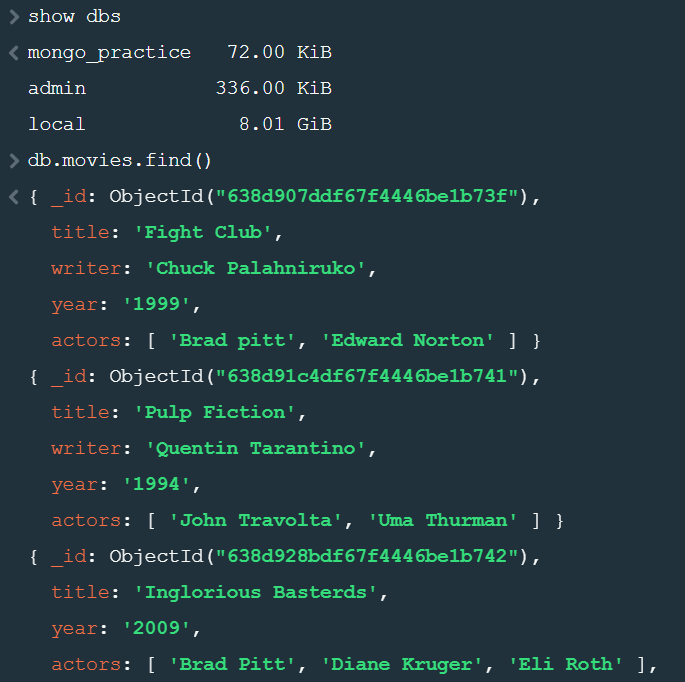 show dbs
mongo_practice   72.00 KiB
admin           336.00 KiB
local             8.01 GiB
db.movies.find()
{ _id: ObjectId("638d907ddf67f4446be1b73f"),
  title: 'Fight Club',
  writer: 'Chuck Palahniruko',
  year: '1999',
  actors: [ 'Brad pitt', 'Edward Norton' ] }
{ _id: ObjectId("638d91c4df67f4446be1b741"),
  title: 'Pulp Fiction',
  writer: 'Quentin Tarantino',
  year: '1994',
  actors: [ 'John Travolta', 'Uma Thurman' ] }
{ _id: ObjectId("638d928bdf67f4446be1b742"),
  title: 'Inglorious Basterds',
  year: '2009',
  actors: [ 'Brad Pitt', 'Diane Kruger', 'Eli Roth' ],